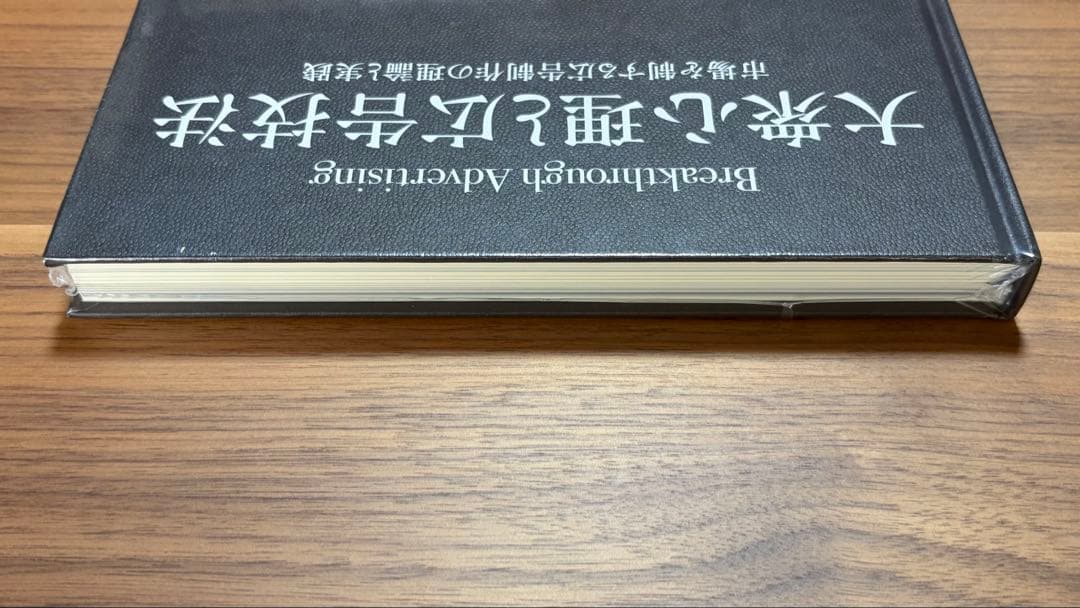 Breakthrough Advertising
大衆心理と広告技法
市場を制する広告制作の理論と実践